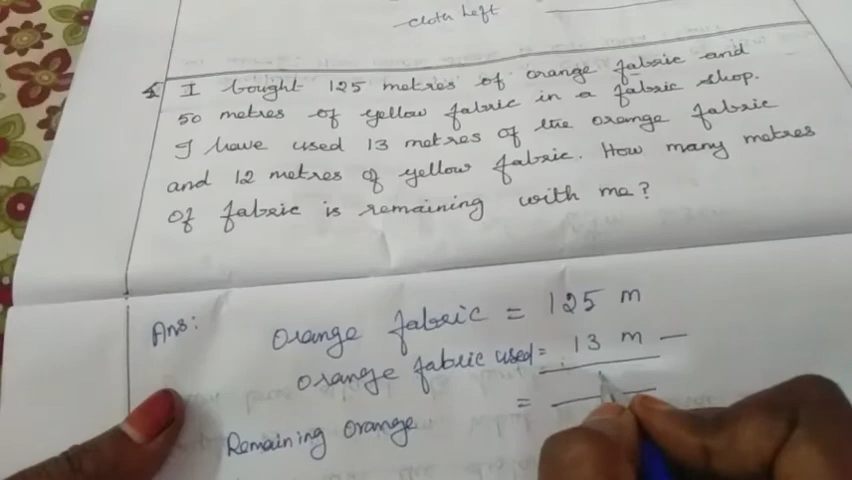 cloth left
1 I bought 125 metres of orange fabric and
50 metres of yellow fabric in a fabric shop.
I have used 13 metres of the orange fabric
and 12 metres of yellow fabric. How many metres
of fabric is remaining with me?
Ans:
Orange fabric = 125 m
Orange fabric used = 13 m —
Remaining Orange =